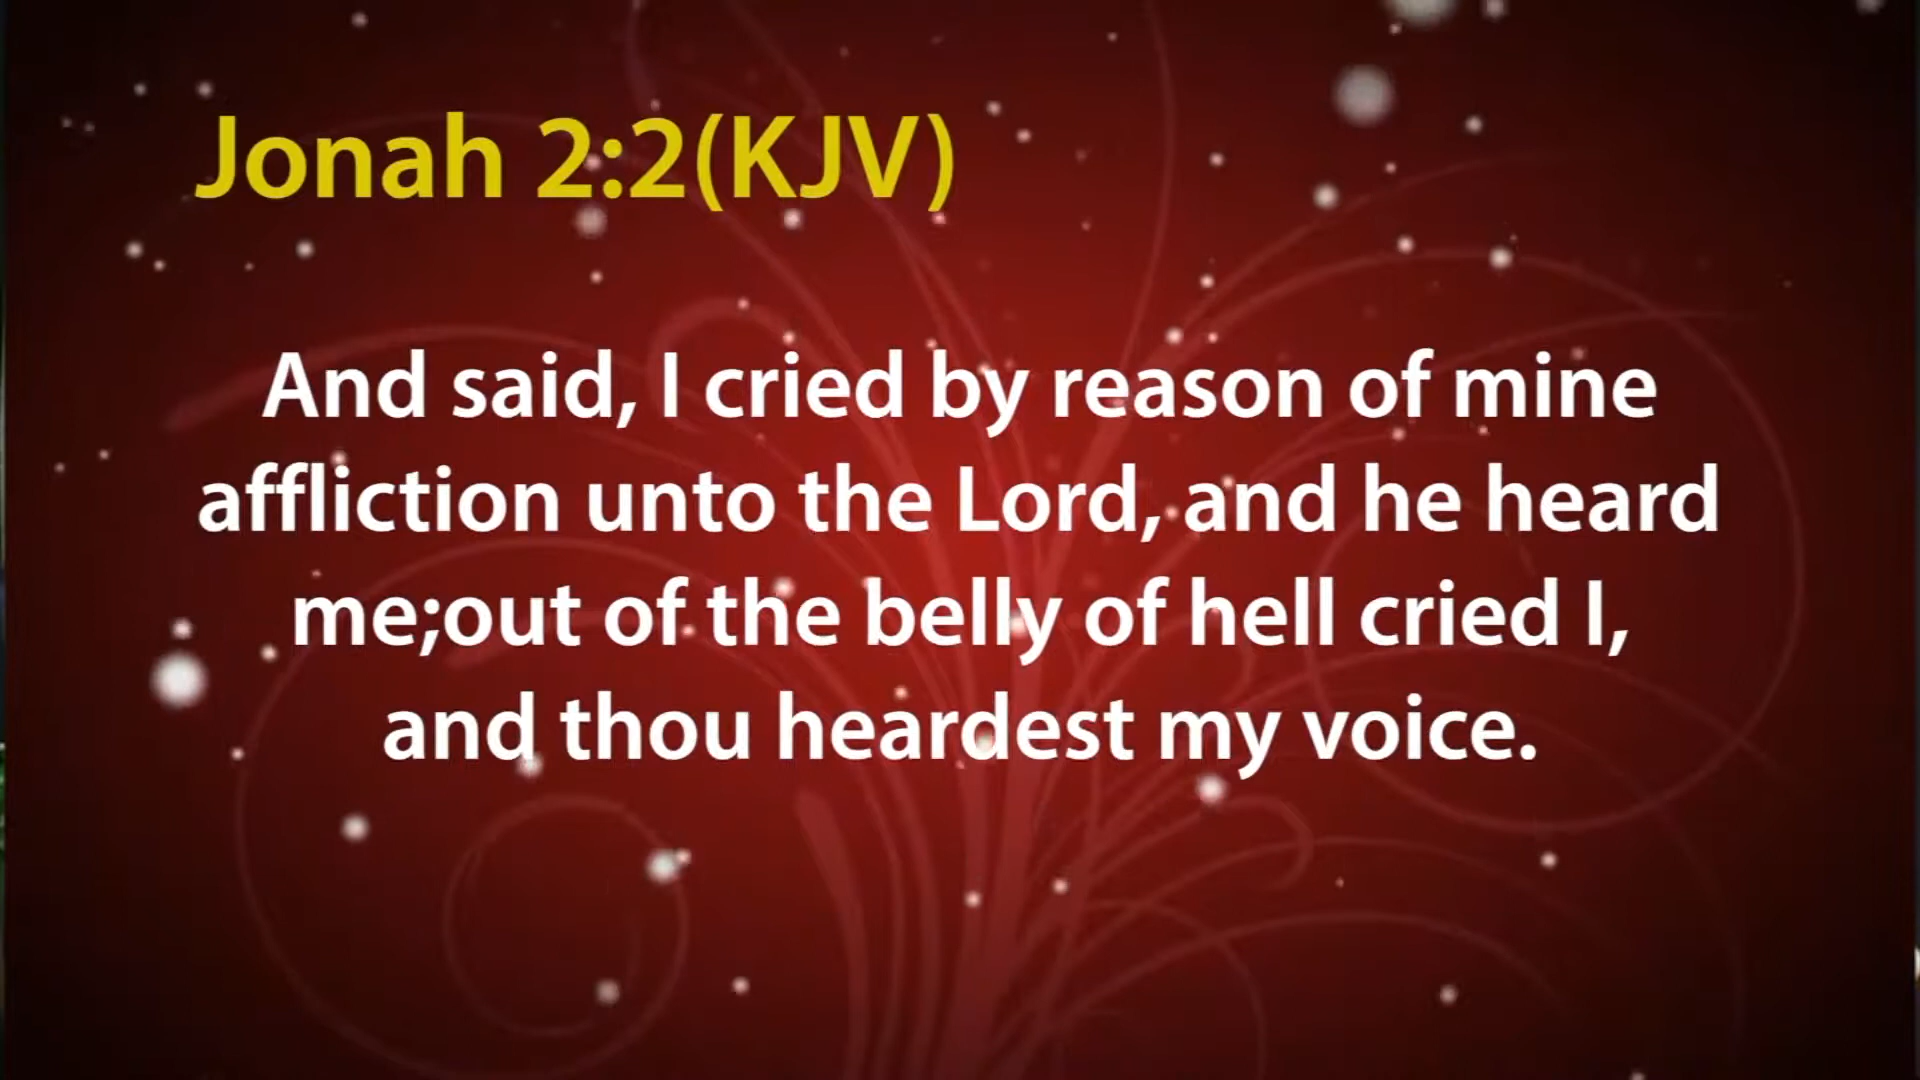 Jonah 2:2(KJV)
And said, I cried by reason of mine
affliction unto the Lord, and he heard
me;out of the belly of hell cried I,
and thou heardest my voice.